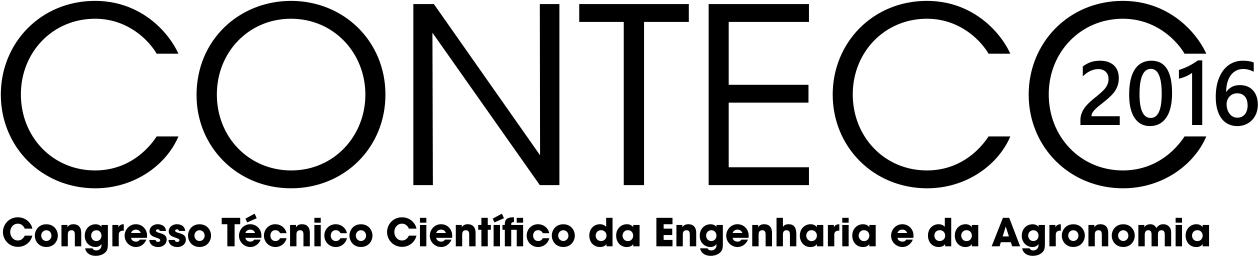 CONTECC 2016
Congresso Técnico Científico da Engenharia e da Agronomia